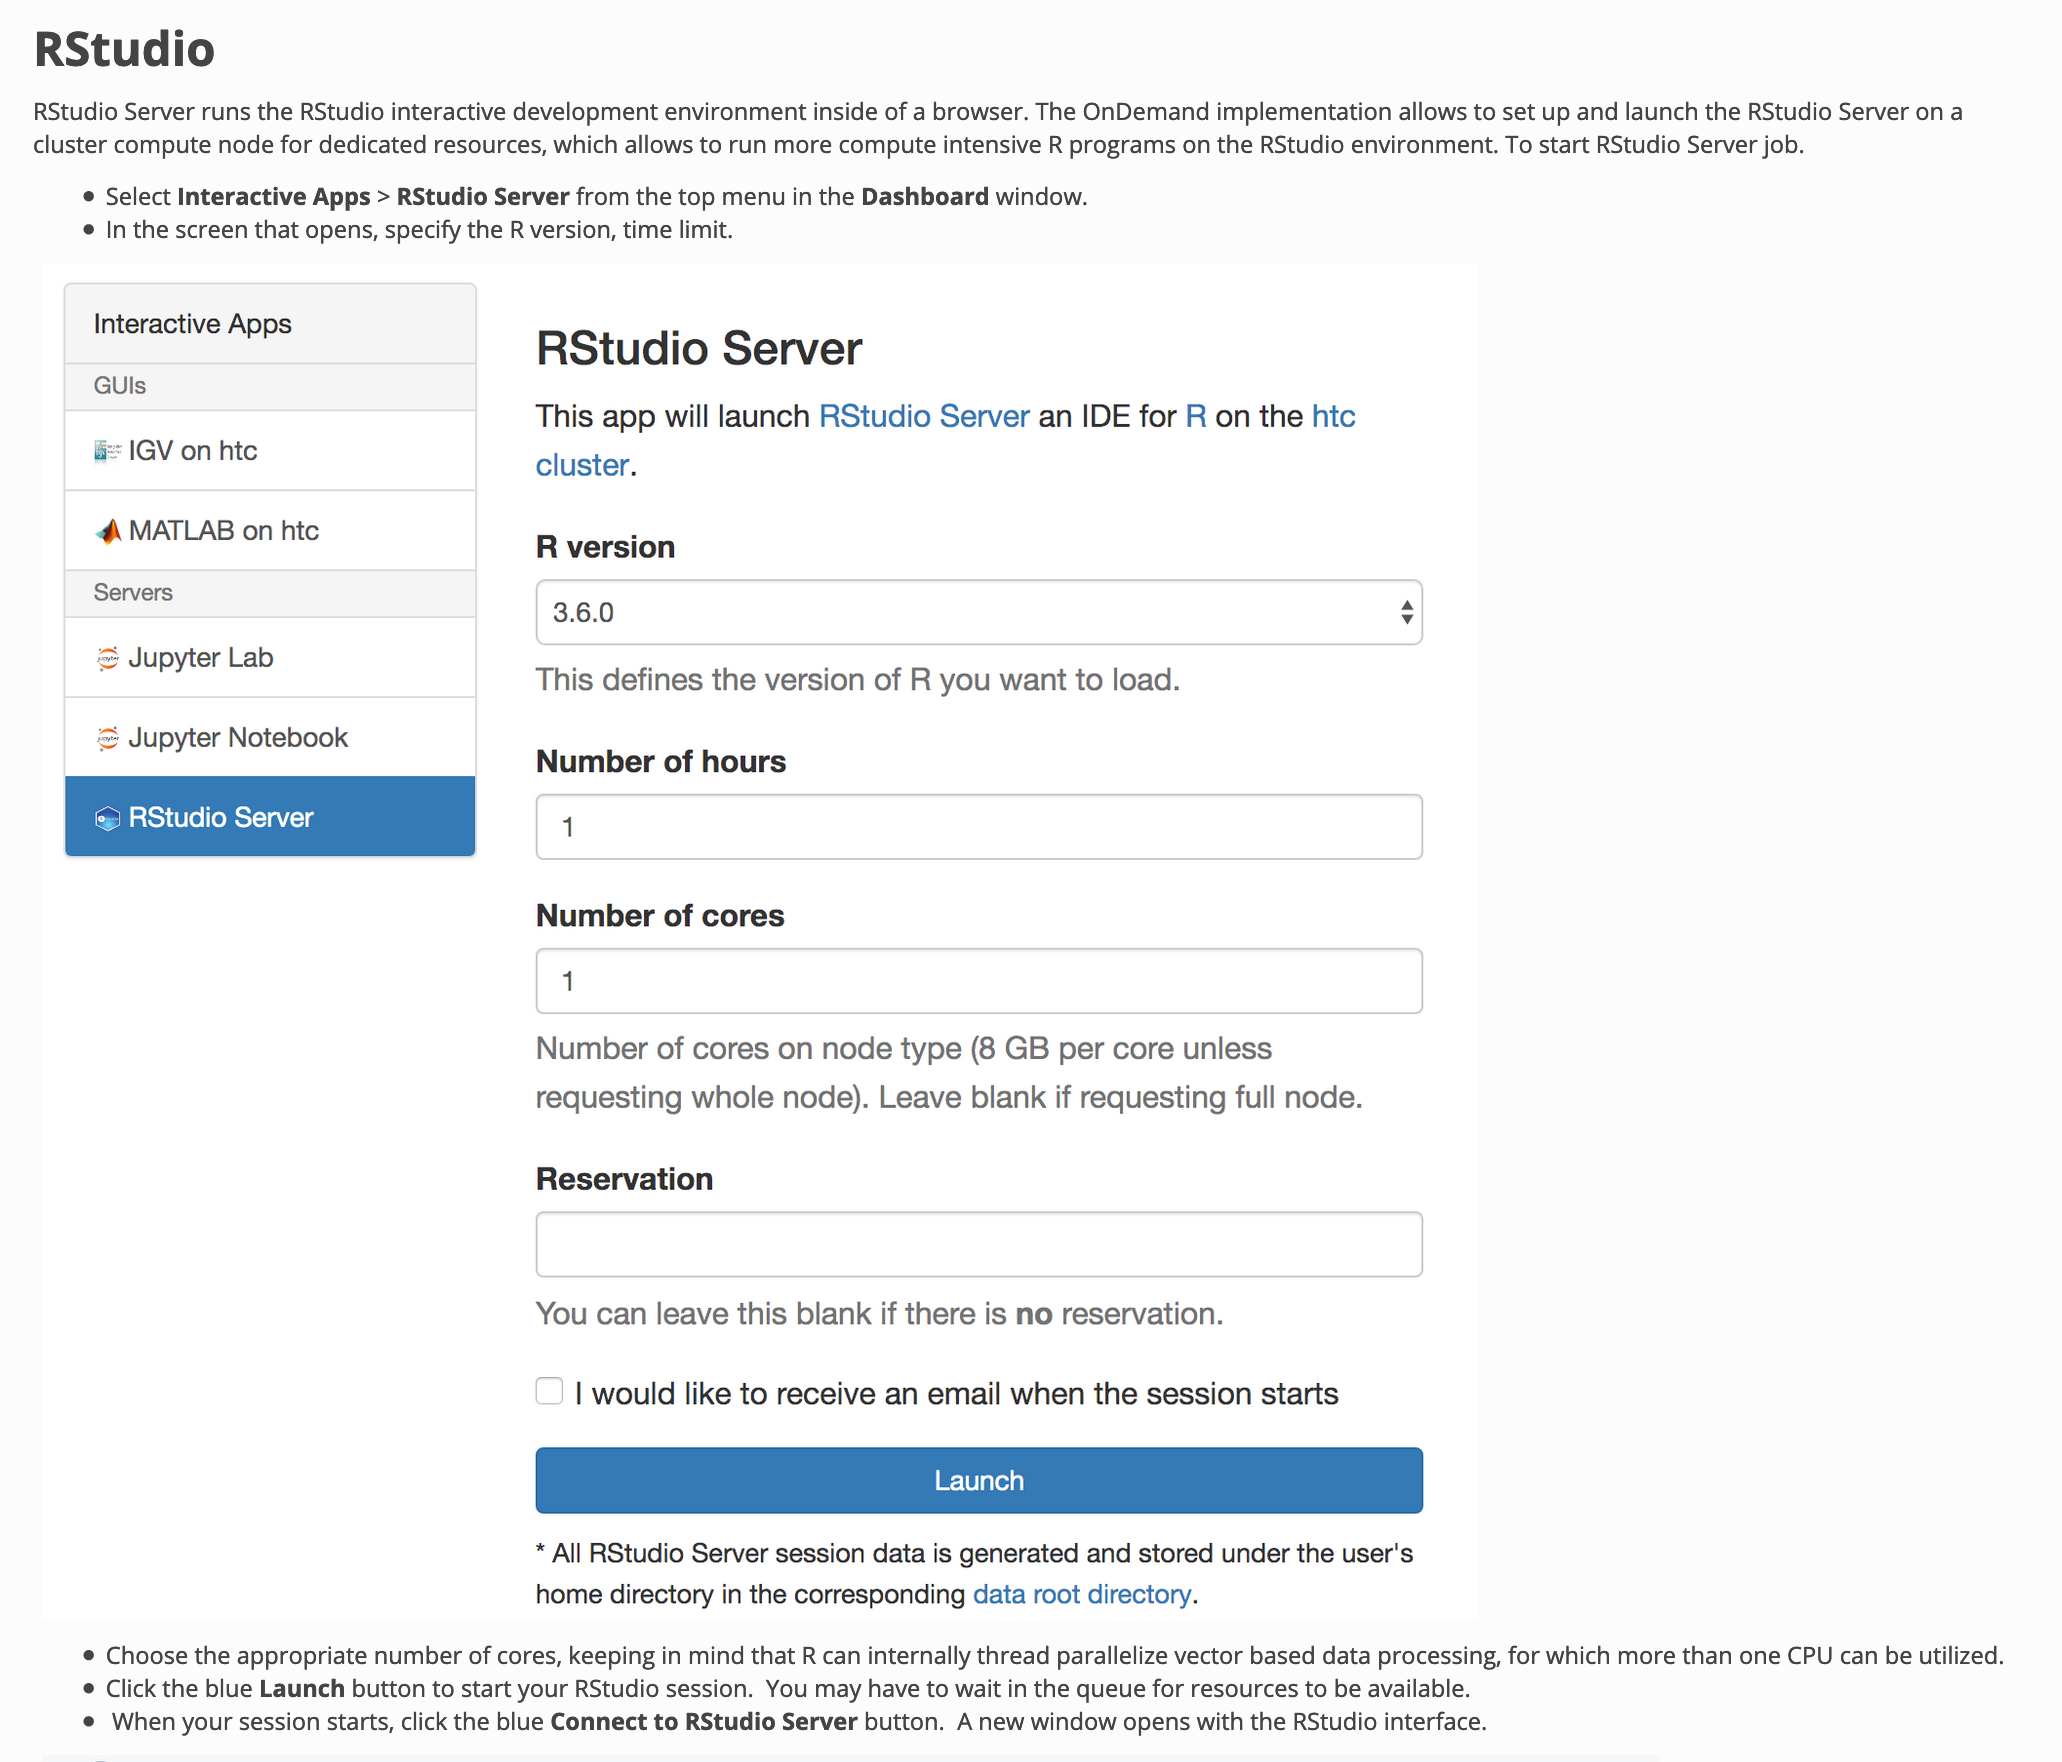 RStudio
RStudio Server runs the RStudio interactive development environment inside of a browser. The OnDemand implementation allows to set up and launch the RStudio Server on a
cluster compute node for dedicated resources, which allows to run more compute intensive R programs on the RStudio environment. To start RStudio Server job.
• Select Interactive Apps > RStudio Server from the top menu in the Dashboard window.
• In the screen that opens, specify the R version, time limit.
Interactive Apps
GUIs
IGV on htc
MATLAB on htc
Servers
Jupyter Lab
Jupyter Notebook
RStudio Server
RStudio Server
This app will launch RStudio Server an IDE for R on the htc
cluster.
R version
3.6.0
This defines the version of R you want to load.
Number of hours
1
Number of cores
1
Number of cores on node type (8 GB per core unless
requesting whole node). Leave blank if requesting full node.
Reservation
You can leave this blank if there is no reservation.
I would like to receive an email when the session starts
Launch
* All RStudio Server session data is generated and stored under the user's
home directory in the corresponding data root directory.
• Choose the appropriate number of cores, keeping in mind that R can internally thread parallelize vector based data processing, for which more than one CPU can be utilized.
• Click the blue Launch button to start your RStudio session.  You may have to wait in the queue for resources to be available.
• When your session starts, click the blue Connect to RStudio Server button.  A new window opens with the RStudio interface.